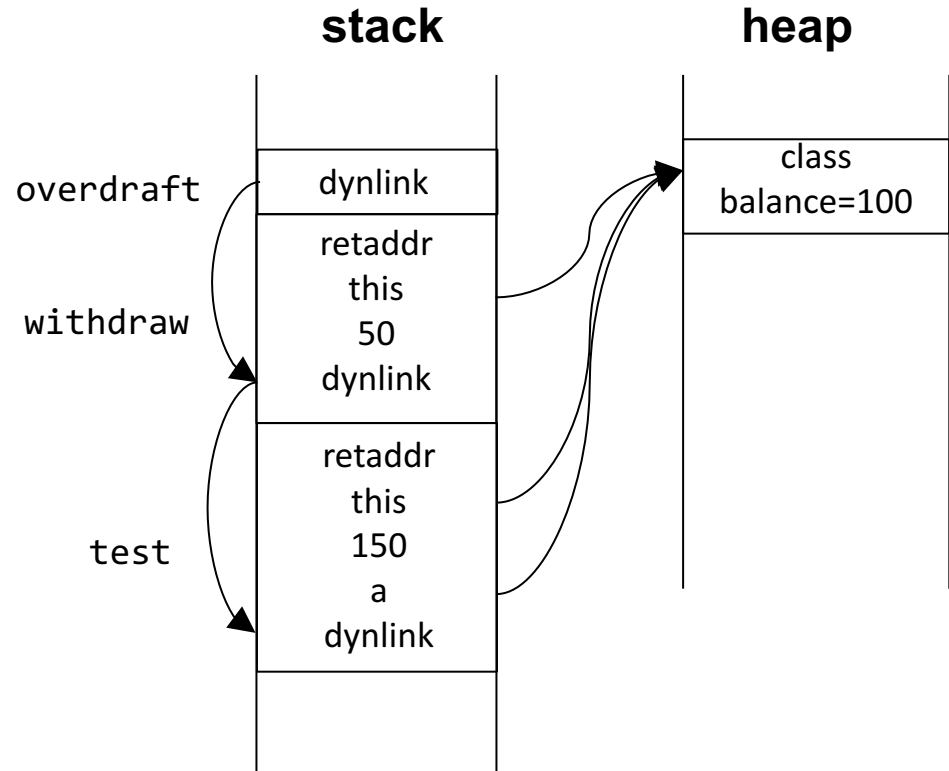 stack
heap
overdraft
dynlink
class
balance=100
withdraw
retaddr
this
50
dynlink
test
retaddr
this
150
a
dynlink